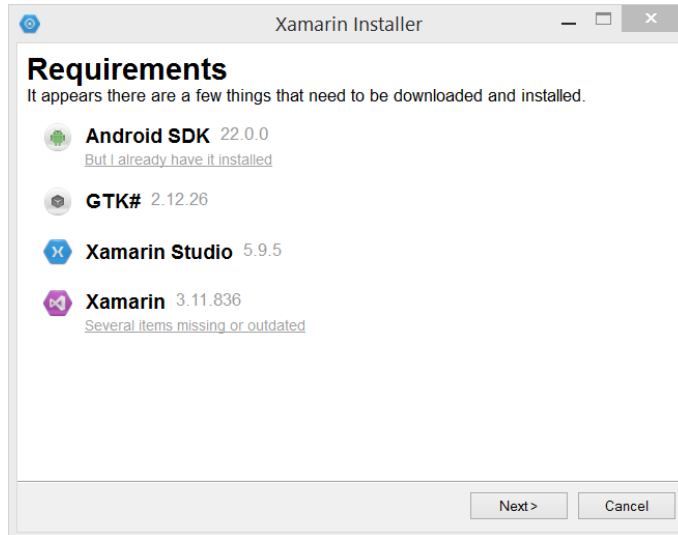 Xamarin Installer
Requirements
It appears there are a few things that need to be downloaded and installed.
Android SDK 22.0.0
But I already have it installed
GTK# 2.12.26
Xamarin Studio 5.9.5
Xamarin 3.11.836
Several items missing or outdated
Next> Cancel